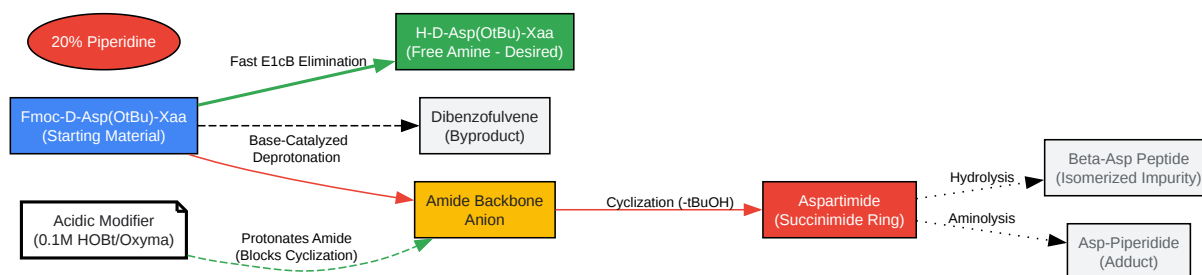 20% Piperidine
Fmoc-D-Asp(OtBu)-Xaa
(Starting Material)
Acidic Modifier
(0.1M HOBt/Oxyma)
Fast E1cB Elimination
Base-Catalyzed
Deprotonation
Protonates Amide
(Blocks Cyclization)
H-D-Asp(OtBu)-Xaa
(Free Amine - Desired)
Dibenzofulvene
(Byproduct)
Amide Backbone
Anion
Cyclization (-tBuOH)
Aspartimide
(Succinimide Ring)
Hydrolysis
Aminolysis
Beta-Asp Peptide
(Isomerized Impurity)
Asp-Piperidide
(Adduct)